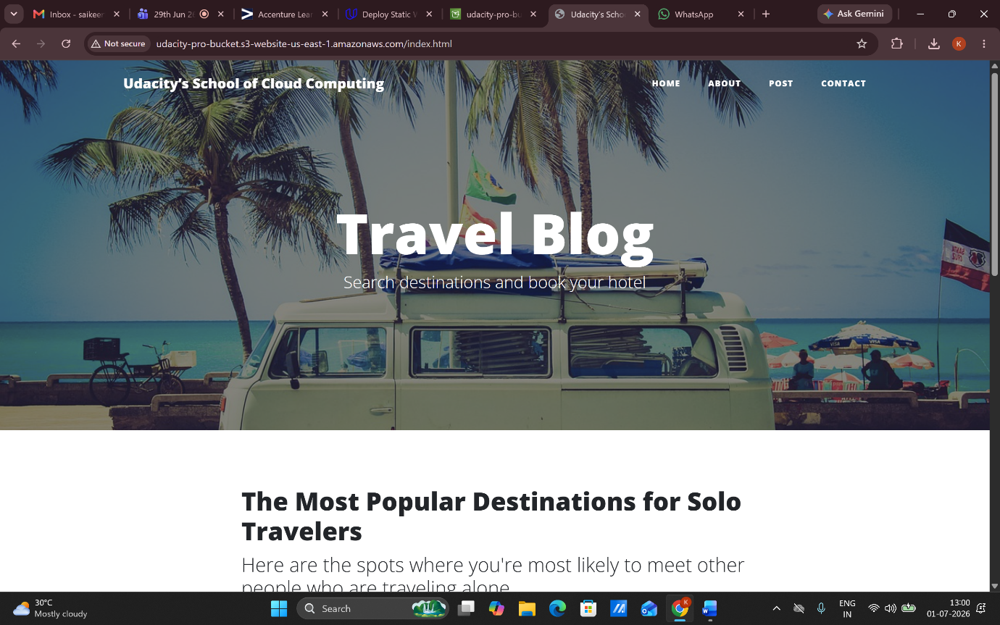 Inbox - saikeer
29th Jun 2
Accenture Lear
Deploy Static
udacity-pro-bu
Udacity's Scho
WhatsApp
Ask Gemini
Not secure
udacity-pro-bucket.s3-website-us-east-1.amazonaws.com/index.html
K
Udacity's School of Cloud Computing
HOME
ABOUT
POST
CONTACT
Travel Blog
Search destinations and book your hotel
VISA
The Most Popular Destinations for Solo
Travelers
Here are the spots where you're most likely to meet other
people who are traveling alone
30°C
Mostly cloudy
Search
ENG
IN
13:00
01-07-2026